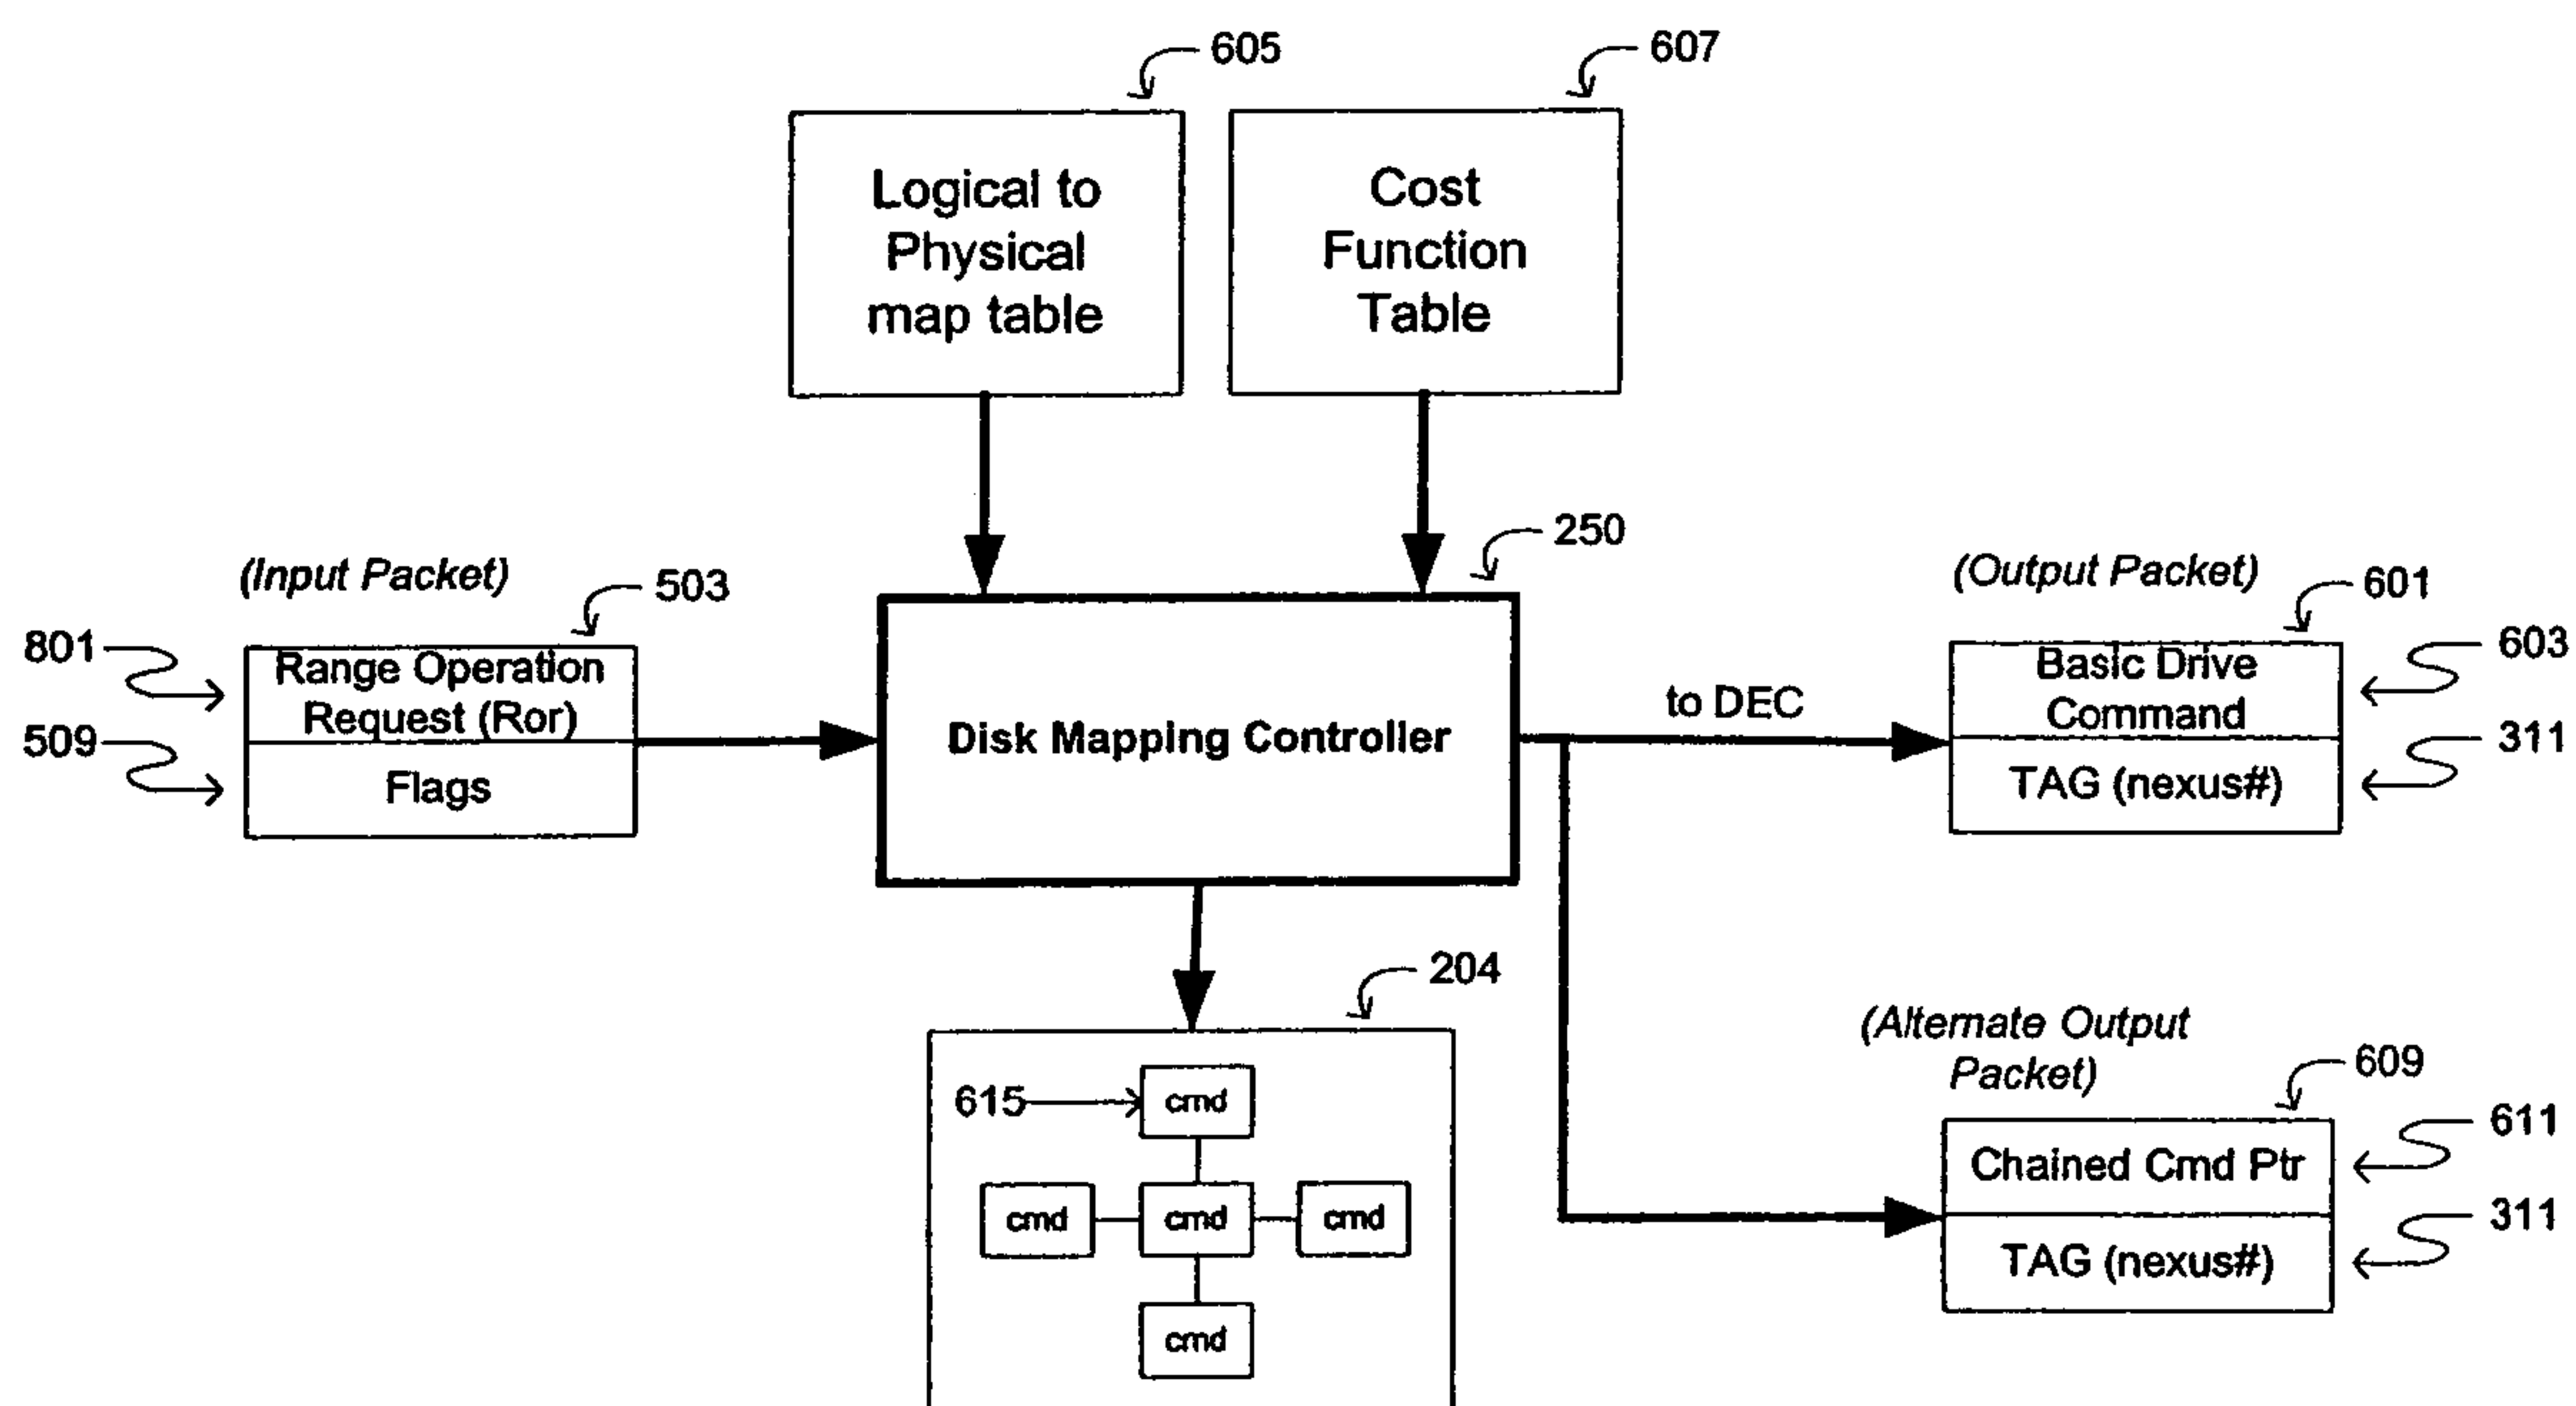 605
607
Logical to
Physical
map table
Cost
Function
Table
250
(Input Packet)
503
801
Range Operation
Request (Ror)
509
Flags
Disk Mapping Controller
to DEC
(Output Packet)
601
Basic Drive
Command
603
TAG (nexus#)
311
204
615
cmd
cmd
cmd
cmd
cmd
(Alternate Output
Packet)
609
Chained Cmd Ptr
611
TAG (nexus#)
311